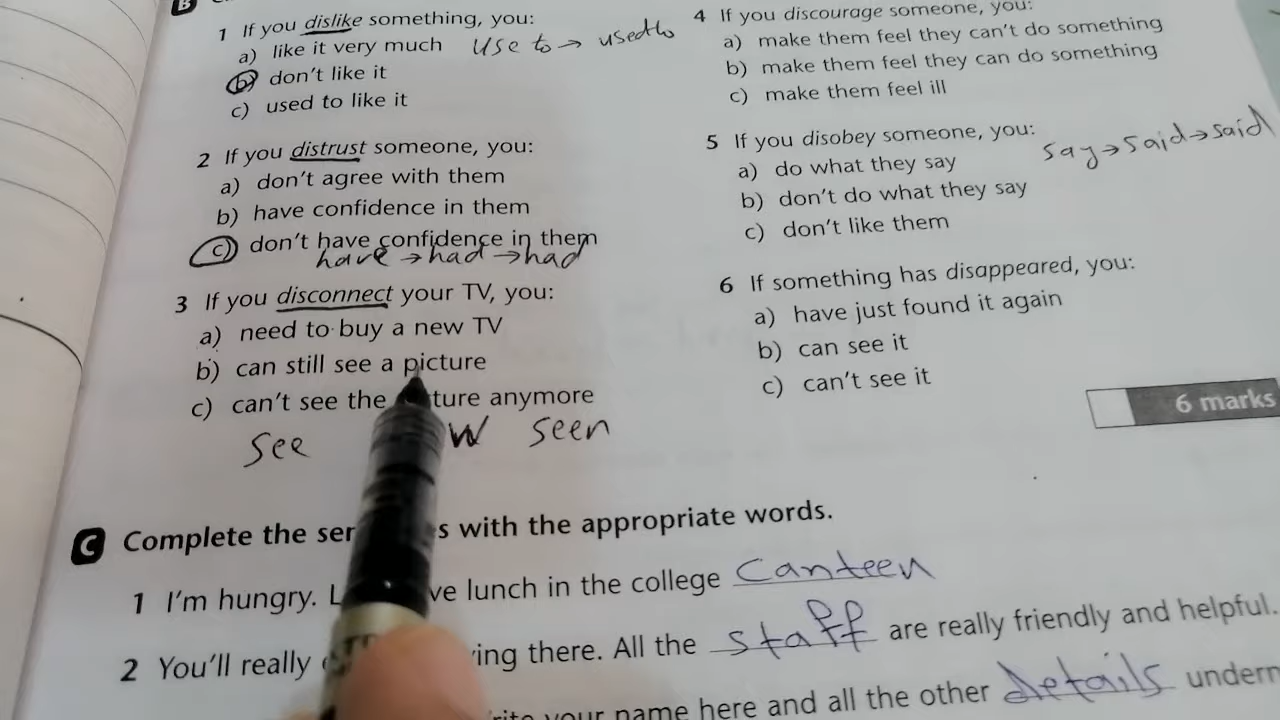 B
1 If you dislike something, you:
a) like it very much use to → used to
b) don't like it
c) used to like it
2 If you distrust someone, you:
a) don't agree with them
b) have confidence in them
c) don't have confidence in them
have → had → had
3 If you disconnect your TV, you:
a) need to buy a new TV
b) can still see a picture
c) can't see the ture anymore
see w seen
4 If you discourage someone, you:
a) make them feel they can't do something
b) make them feel they can do something
c) make them feel ill
5 If you disobey someone, you:
a) do what they say
say → said → said
b) don't do what they say
c) don't like them
6 If something has disappeared, you:
a) have just found it again
b) can see it
c) can't see it
6 marks
C Complete the ser s with the appropriate words.
1 I'm hungry. L ve lunch in the college canteen
2 You'll really ying there. All the staff are really friendly and helpful.
your name here and all the other details undern